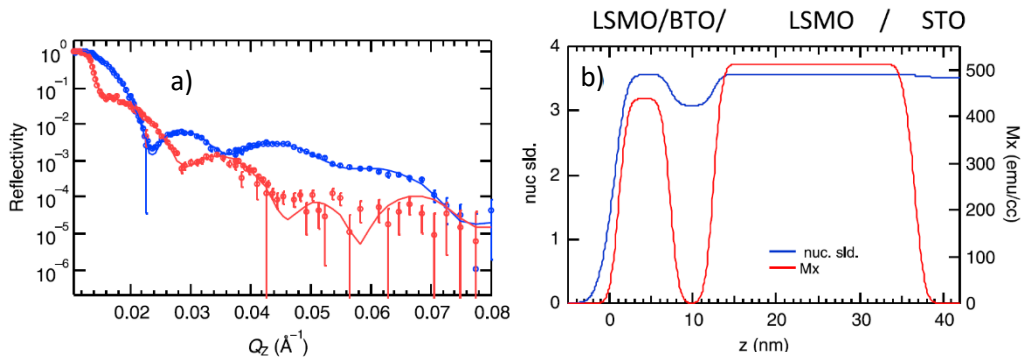 LSMO/BTO/ LSMO / STO
a)
b)
10⁰
10⁻¹
10⁻²
10⁻³
10⁻⁴
10⁻⁵
10⁻⁶
Reflectivity
0.02 0.03 0.04 0.05 0.06 0.07 0.08
Q_Z (Å⁻¹)
4
3
2
1
0
nuc sld.
500
400
300
200
100
0
Mx (emu/cc)
nuc. sld.
Mx
0 10 20 30 40
z (nm)